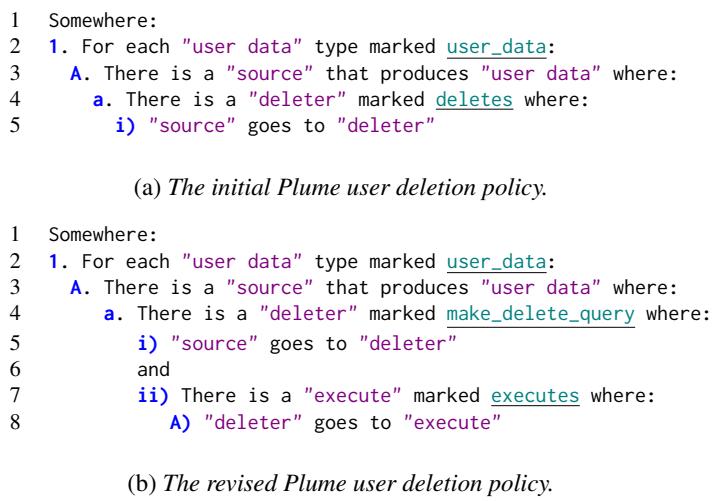 1 Somewhere:
2 1. For each "user data" type marked user_data:
3 A. There is a "source" that produces "user data" where:
4 a. There is a "deleter" marked deletes where:
5 i) "source" goes to "deleter"
(a) The initial Plume user deletion policy.
1 Somewhere:
2 1. For each "user data" type marked user_data:
3 A. There is a "source" that produces "user data" where:
4 a. There is a "deleter" marked make_delete_query where:
5 i) "source" goes to "deleter"
6 and
7 ii) There is a "execute" marked executes where:
8 A) "deleter" goes to "execute"
(b) The revised Plume user deletion policy.